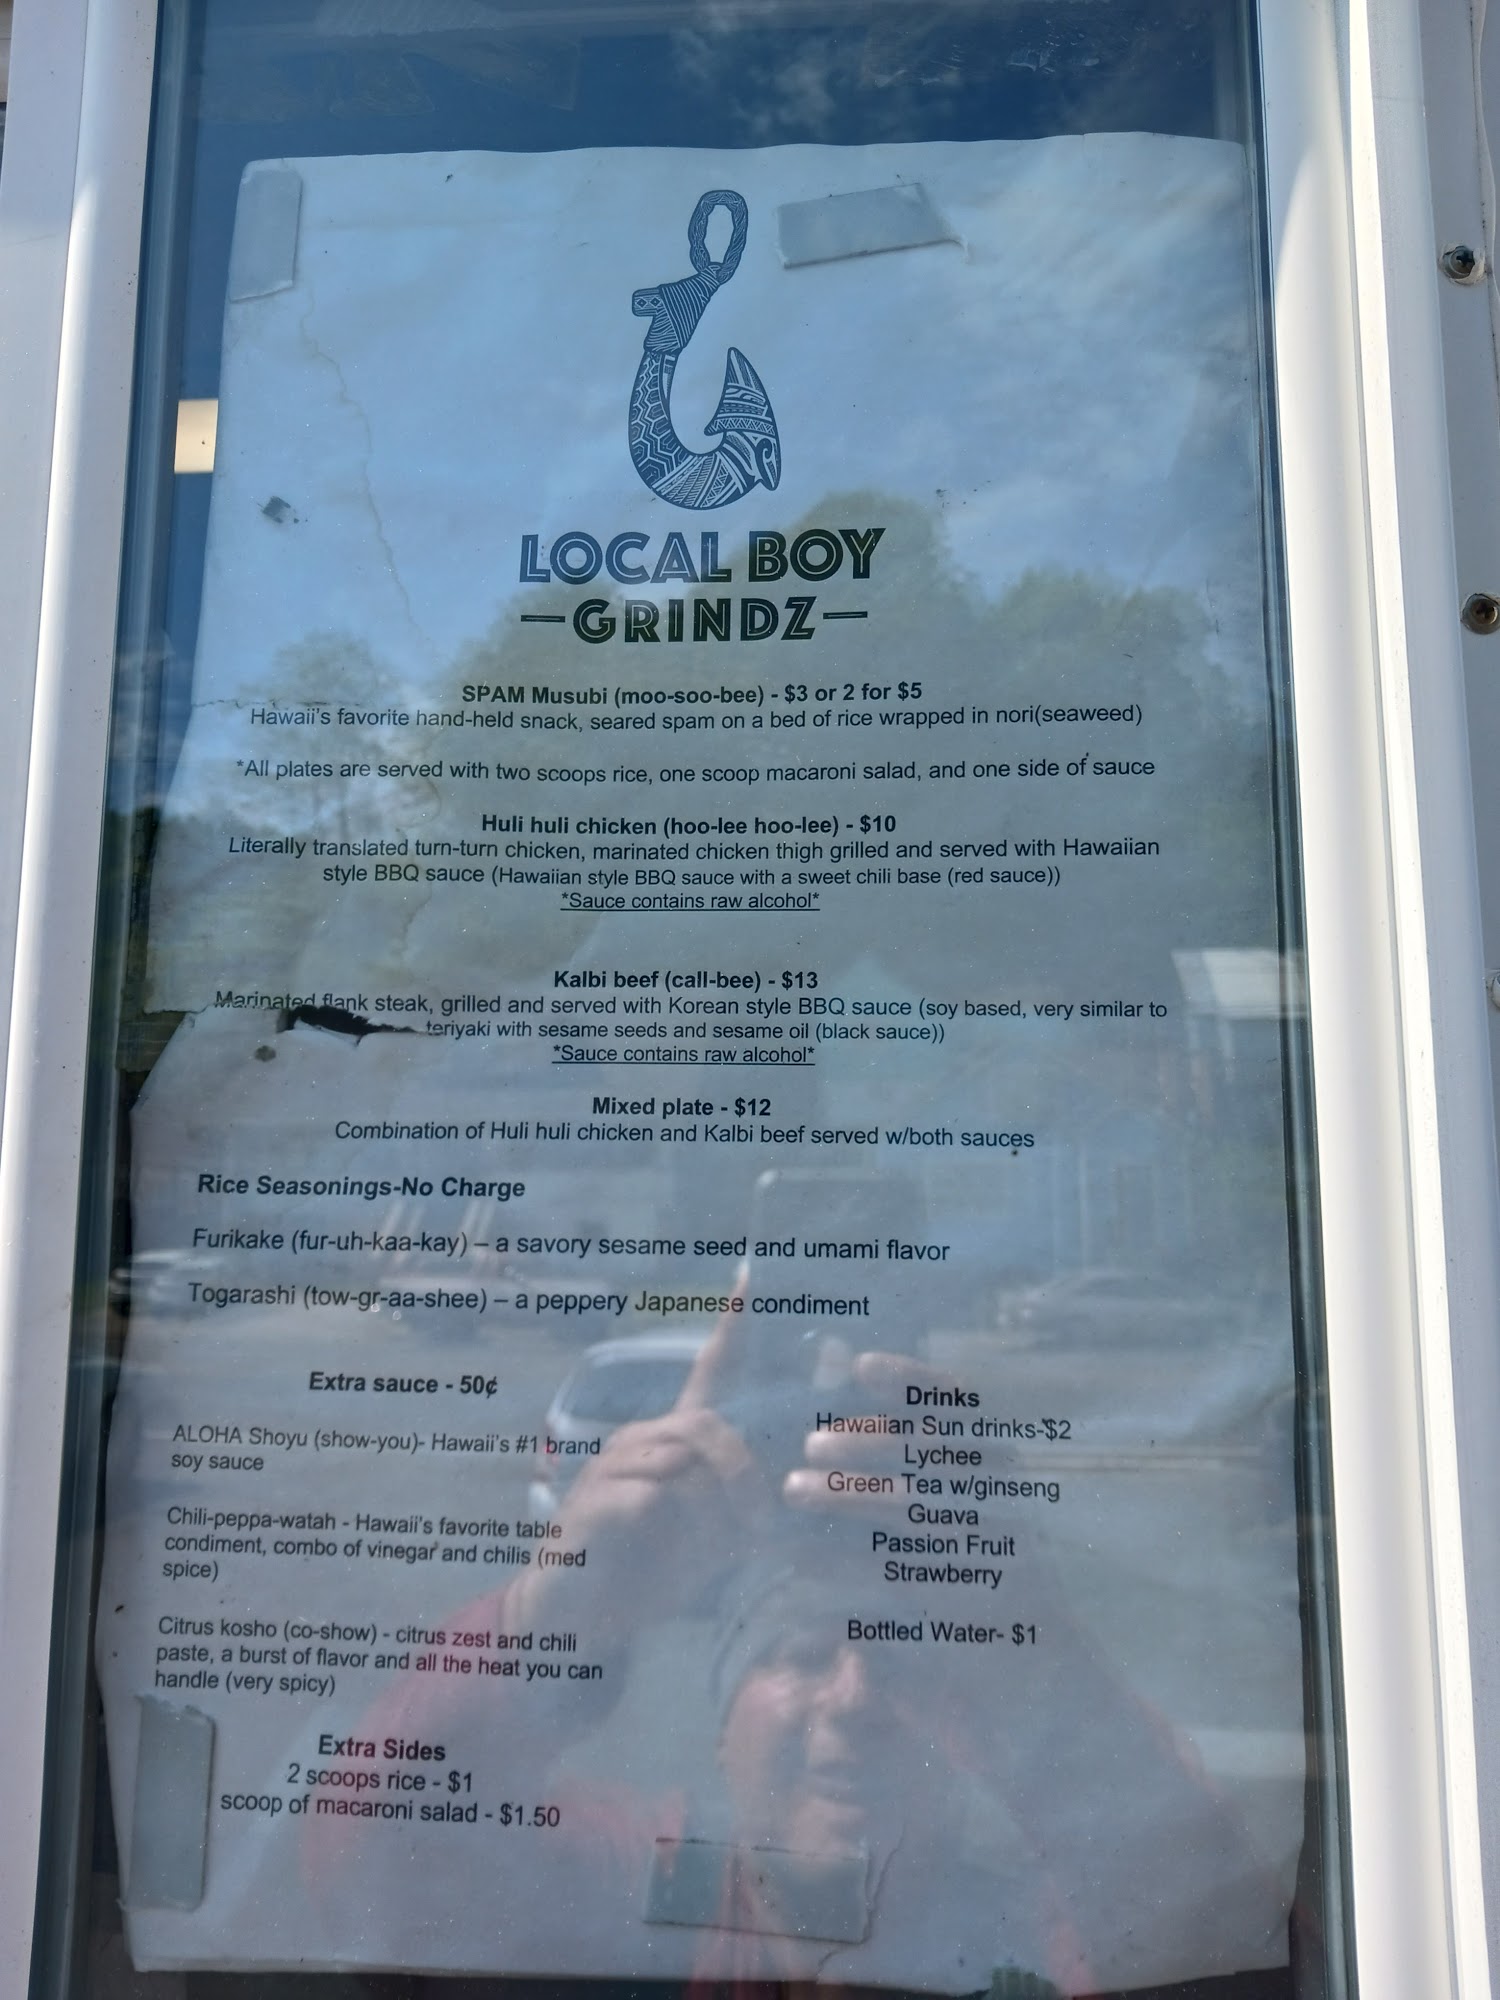 LOCAL BOY
GRINDZ
SPAM Musubi (moo-soo-bee) - $3 or 2 for $5
Hawaii's favorite hand-held snack, seared spam on a bed of rice wrapped in nori(seaweed)
*All plates are served with two scoops rice, one scoop macaroni salad, and one side of sauce
Huli huli chicken (hoo-lee hoo-lee) - $10
Literally translated turn-turn chicken, marinated chicken thigh grilled and served with Hawaiian
style BBQ sauce (Hawaiian style BBQ sauce with a sweet chili base (red sauce))
*Sauce contains raw alcohol*
Kalbi beef (call-bee) - $13
Marinated flank steak, grilled and served with Korean style BBQ sauce (soy based, very similar to
teriyaki with sesame seeds and sesame oil (black sauce))
*Sauce contains raw alcohol*
Mixed plate - $12
Combination of Huli huli chicken and Kalbi beef served w/both sauces
Rice Seasonings-No Charge
Furikake (fur-uh-kaa-kay) – a savory sesame seed and umami flavor
Togarashi (tow-gr-aa-shee) – a peppery Japanese condiment
Extra sauce - 50¢
ALOHA Shoyu (show-you)- Hawaii's #1 brand
soy sauce
Chili-peppa-watah - Hawaii's favorite table
condiment, combo of vinegar and chilis (med
spice)
Citrus kosho (co-show) - citrus zest and chili
paste, a burst of flavor and all the heat you can
handle (very spicy)
Extra Sides
2 scoops rice - $1
scoop of macaroni salad - $1.50
Drinks
Hawaiian Sun drinks-$2
Lychee
Green Tea w/ginseng
Guava
Passion Fruit
Strawberry
Bottled Water- $1